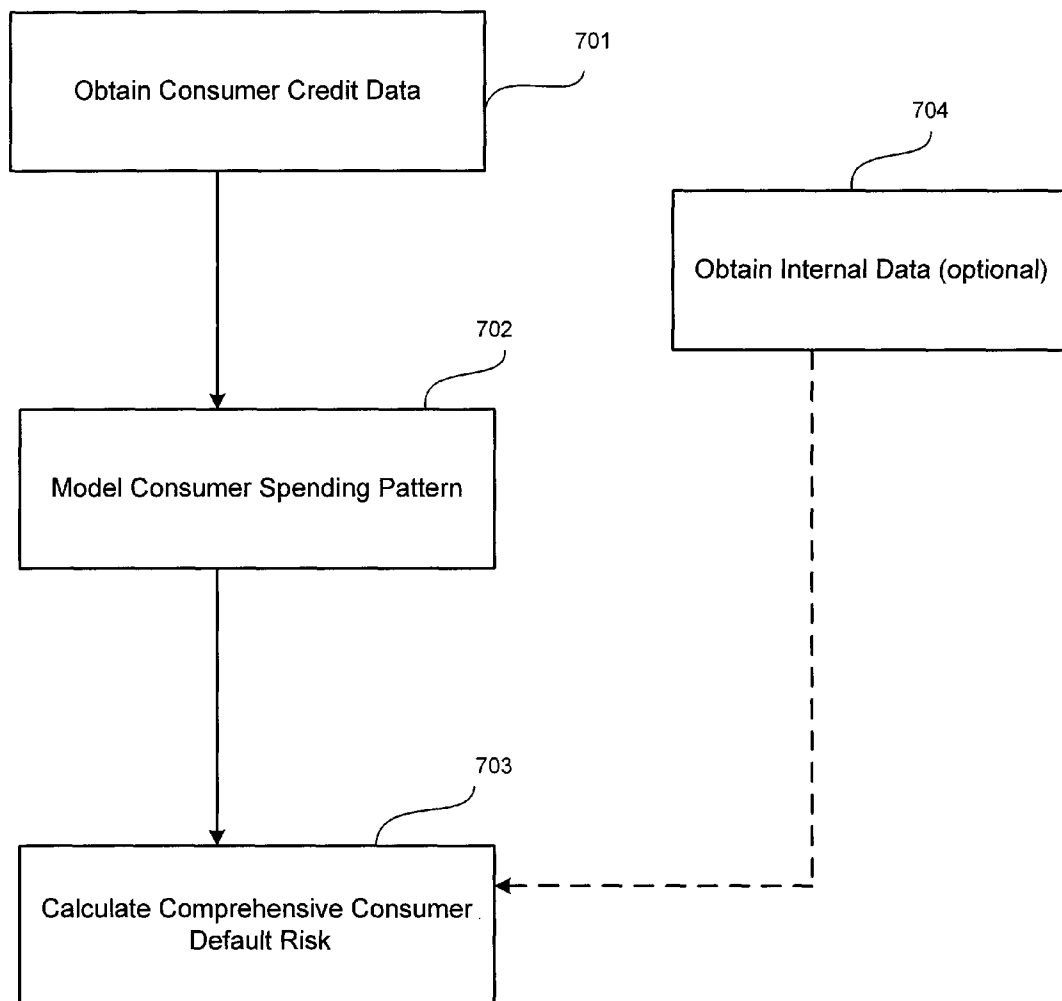 701
Obtain Consumer Credit Data
704
Obtain Internal Data (optional)
702
Model Consumer Spending Pattern
703
Calculate Comprehensive Consumer
Default Risk